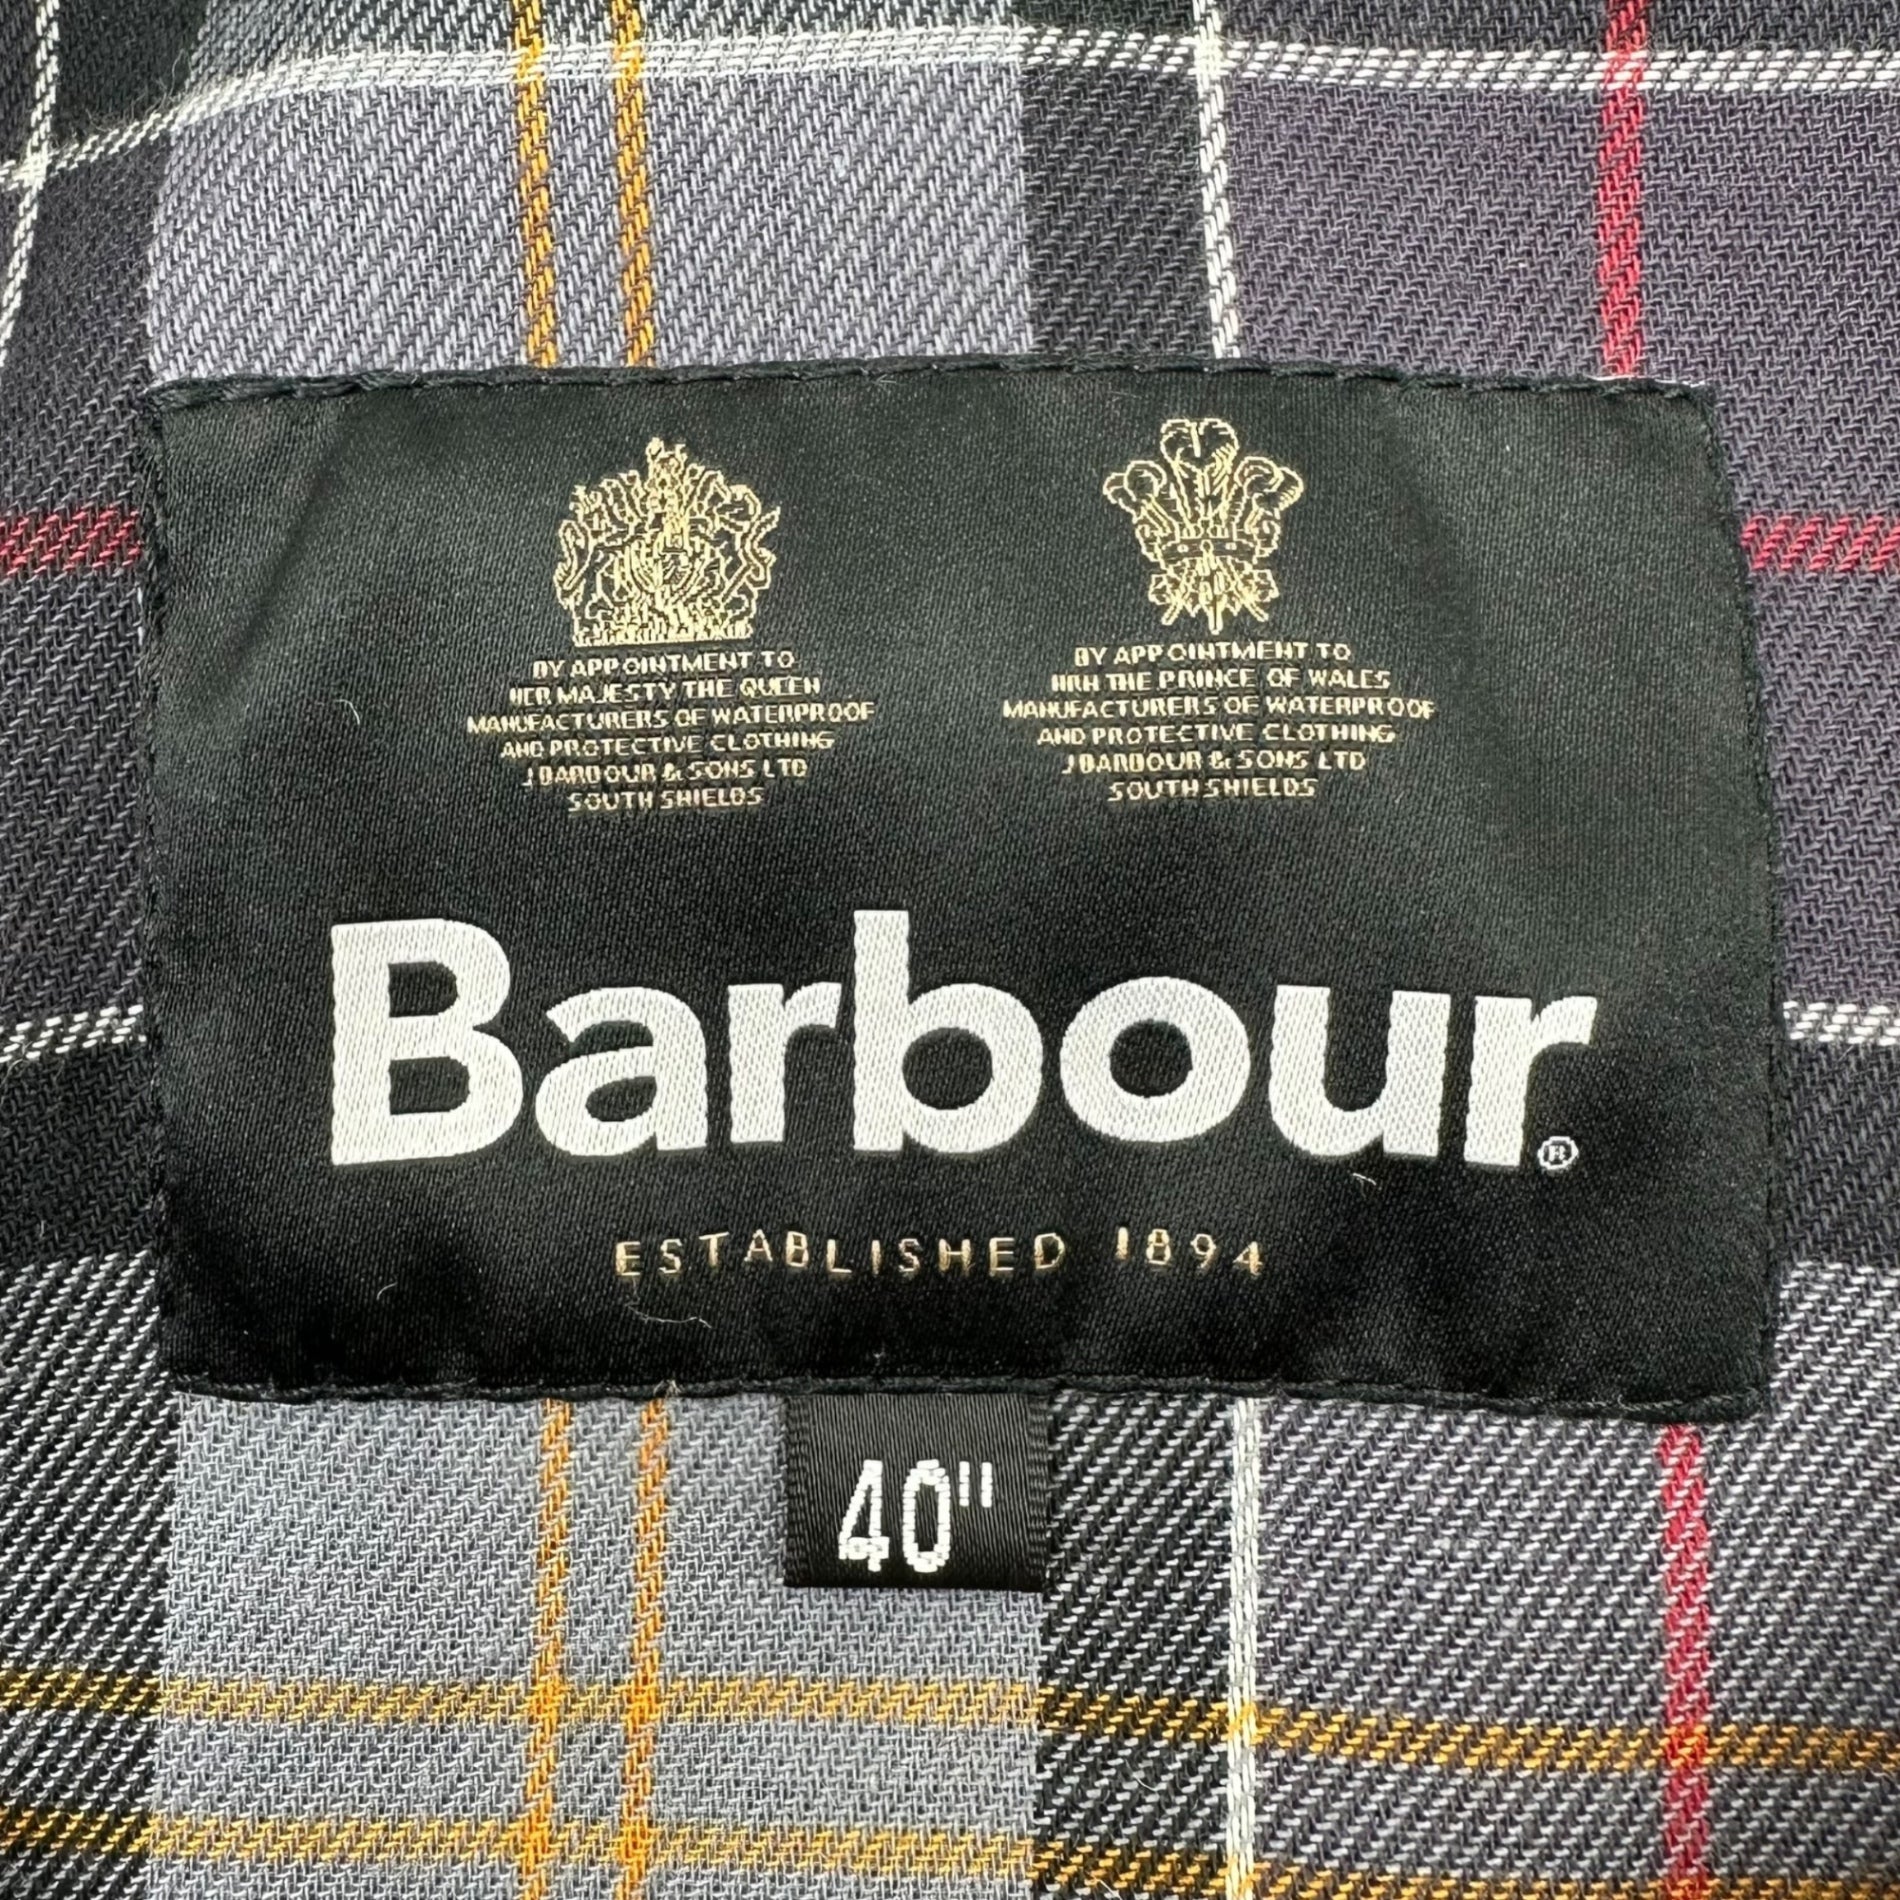 BY APPOINTMENT TO
HER MAJESTY THE QUEEN
MANUFACTURERS OF WATERPROOF
AND PROTECTIVE CLOTHING
J BARBOUR & SONS LTD
SOUTH SHIELDS
BY APPOINTMENT TO
HRH THE PRINCE OF WALES
MANUFACTURERS OF WATERPROOF
AND PROTECTIVE CLOTHING
J BARBOUR & SONS LTD
SOUTH SHIELDS
Barbour®
ESTABLISHED 1894
40"